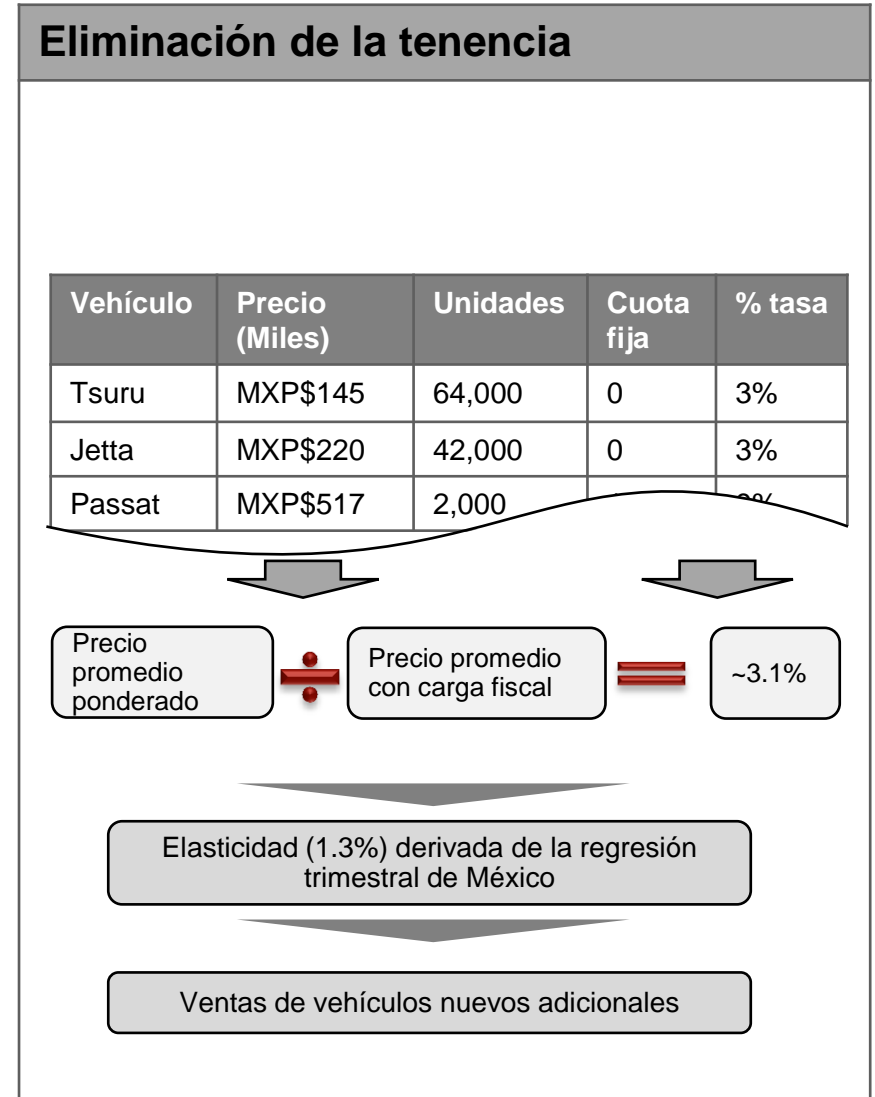 Eliminación de la tenencia
Vehículo Precio (Miles) Unidades Cuota fija % tasa
Tsuru MXP$145 64,000 0 3%
Jetta MXP$220 42,000 0 3%
Passat MXP$517 2,000
Precio
promedio
ponderado
Precio promedio
con carga fiscal
~3.1%
Elasticidad (1.3%) derivada de la regresión
trimestral de México
Ventas de vehículos nuevos adicionales